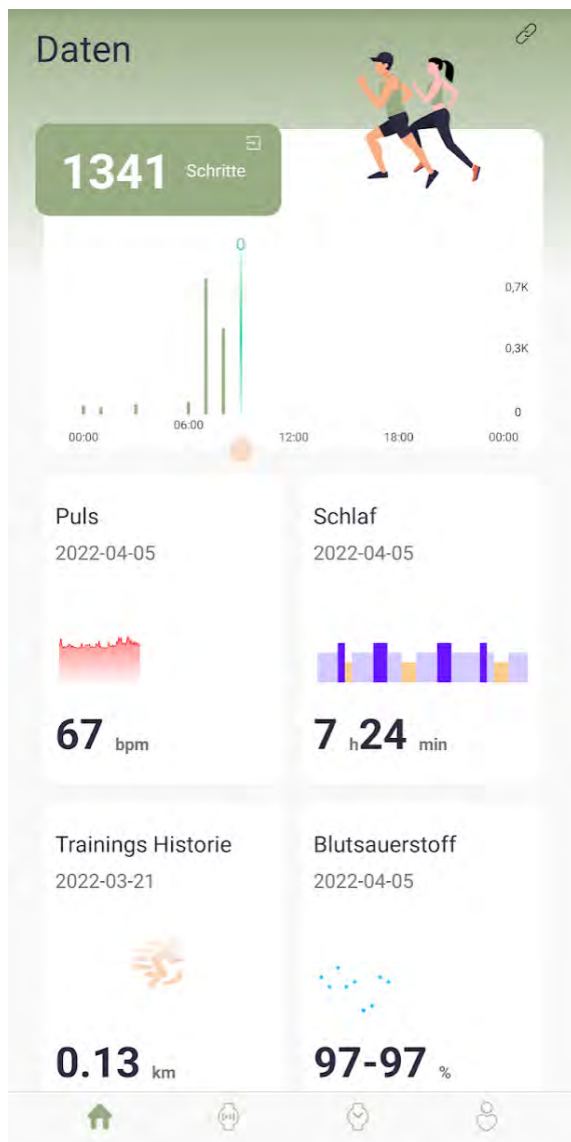 Daten
1341 Schritte
0
0,7K
0,3K
0
00:00 06:00 12:00 18:00 00:00
Puls
2022-04-05
67 bpm
Schlaf
2022-04-05
7 h 24 min
Trainings Historie
2022-03-21
0.13 km
Blutsauerstoff
2022-04-05
97-97 %